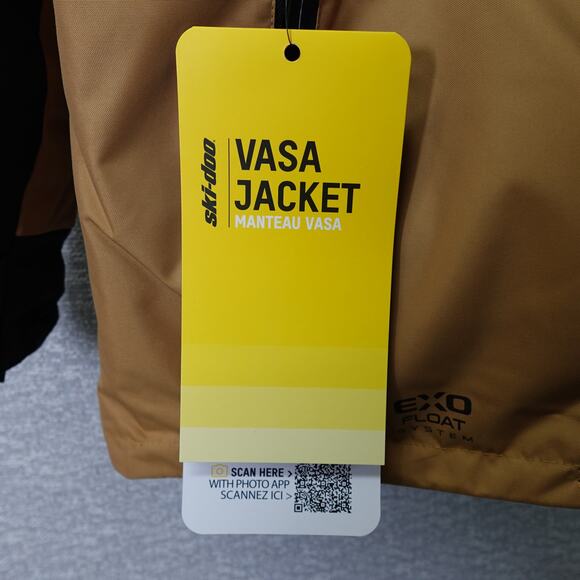 ski-doo
VASA
JACKET
MANTEAU VASA
EXO
FLOAT
SYSTEM
SCAN HERE >
WITH PHOTO APP
SCANNEZ ICI >